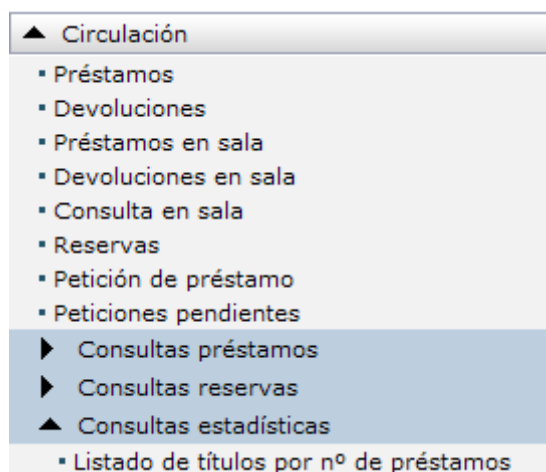 Circulación
Préstamos
Devoluciones
Préstamos en sala
Devoluciones en sala
Consulta en sala
Reservas
Petición de préstamo
Peticiones pendientes
Consultas préstamos
Consultas reservas
Consultas estadísticas
Listado de títulos por nº de préstamos